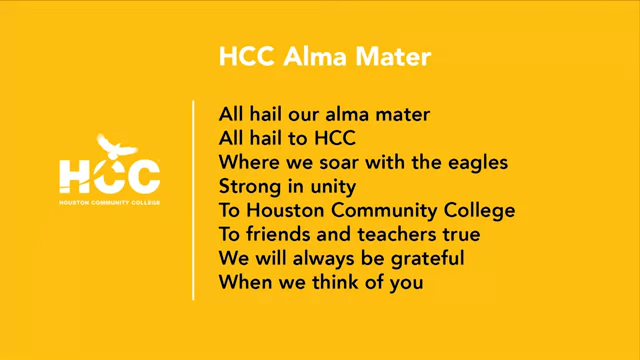 HCC Alma Mater
HCC
HOUSTON COMMUNITY COLLEGE
All hail our alma mater
All hail to HCC
Where we soar with the eagles
Strong in unity
To Houston Community College
To friends and teachers true
We will always be grateful
When we think of you